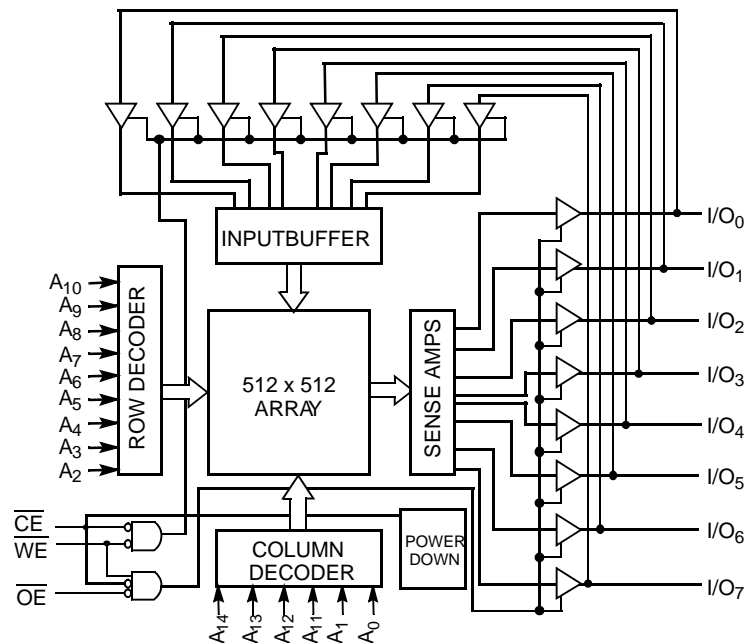 INPUTBUFFER
I/O0
I/O1
I/O2
I/O3
I/O4
I/O5
I/O6
I/O7
A10
A9
A8
A7
A6
A5
A4
A3
A2
ROW DECODER
512 x 512
ARRAY
SENSE AMPS
CE
WE
OE
COLUMN
DECODER
POWER
DOWN
A14
A13
A12
A11
A1
A0